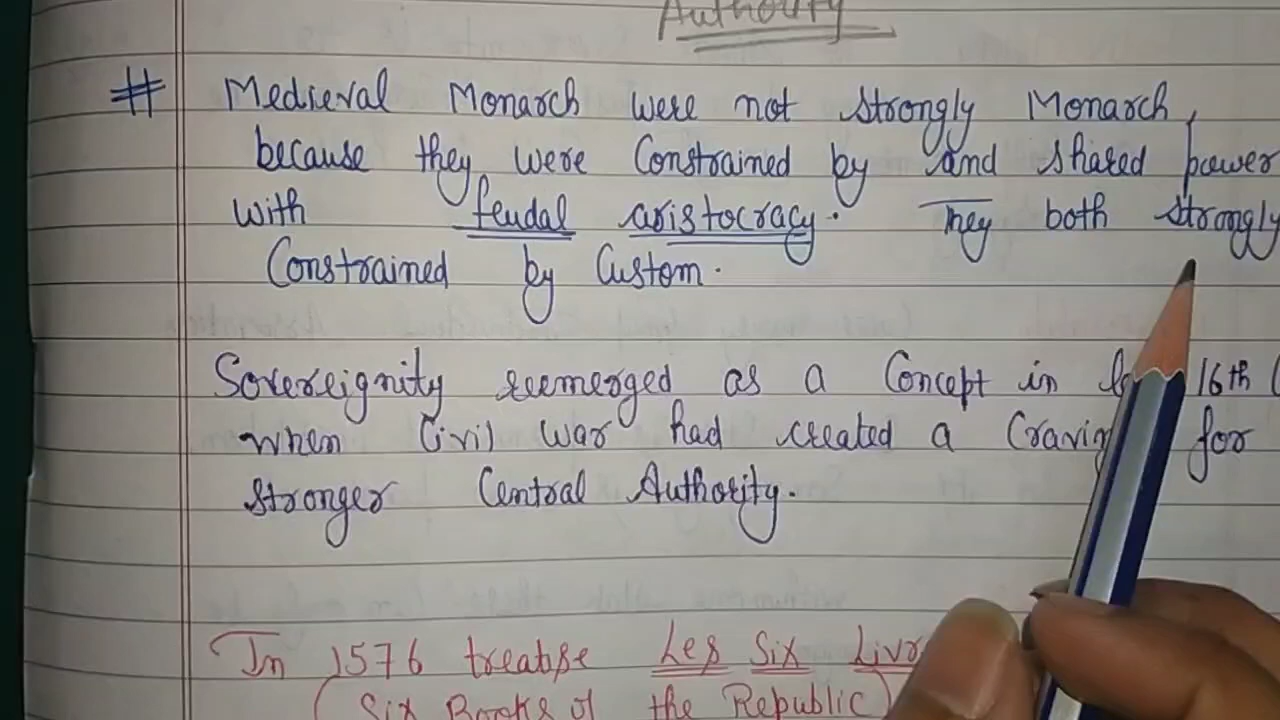 Authority
# Medieval Monarch were not strongly Monarch,
because they were Constrained by and shared power
with feudal aristocracy. They both strongly
Constrained by Custom.
Sovereignity reemerged as a Concept in 16th
when Civil war had created a for
stronger Central Authority.
In 1576 treatise Les Six
(Six Books of the Republic)